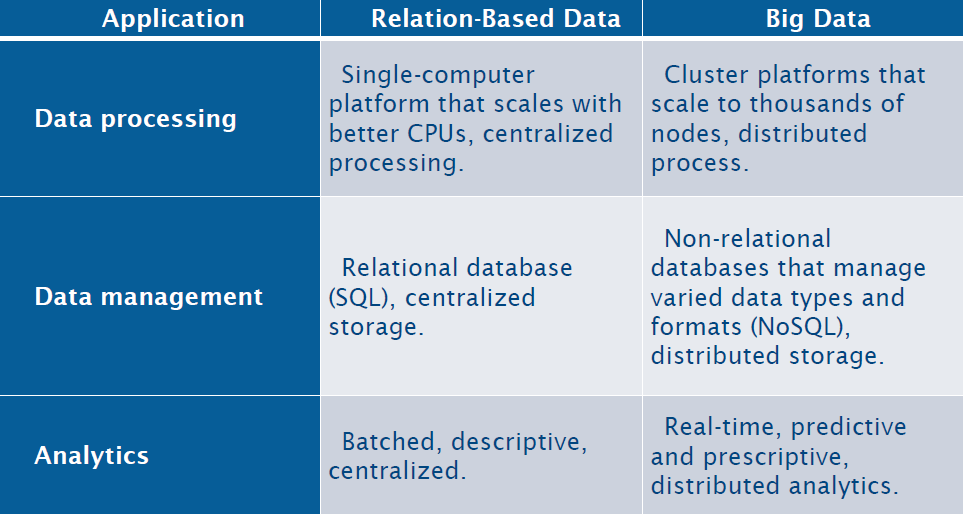 Application
Relation-Based Data
Big Data
Data processing
Single-computer
platform that scales with
better CPUs, centralized
processing.
Cluster platforms that
scale to thousands of
nodes, distributed
process.
Data management
Relational database
(SQL), centralized
storage.
Non-relational
databases that manage
varied data types and
formats (NoSQL),
distributed storage.
Analytics
Batched, descriptive,
centralized.
Real-time, predictive
and prescriptive,
distributed analytics.